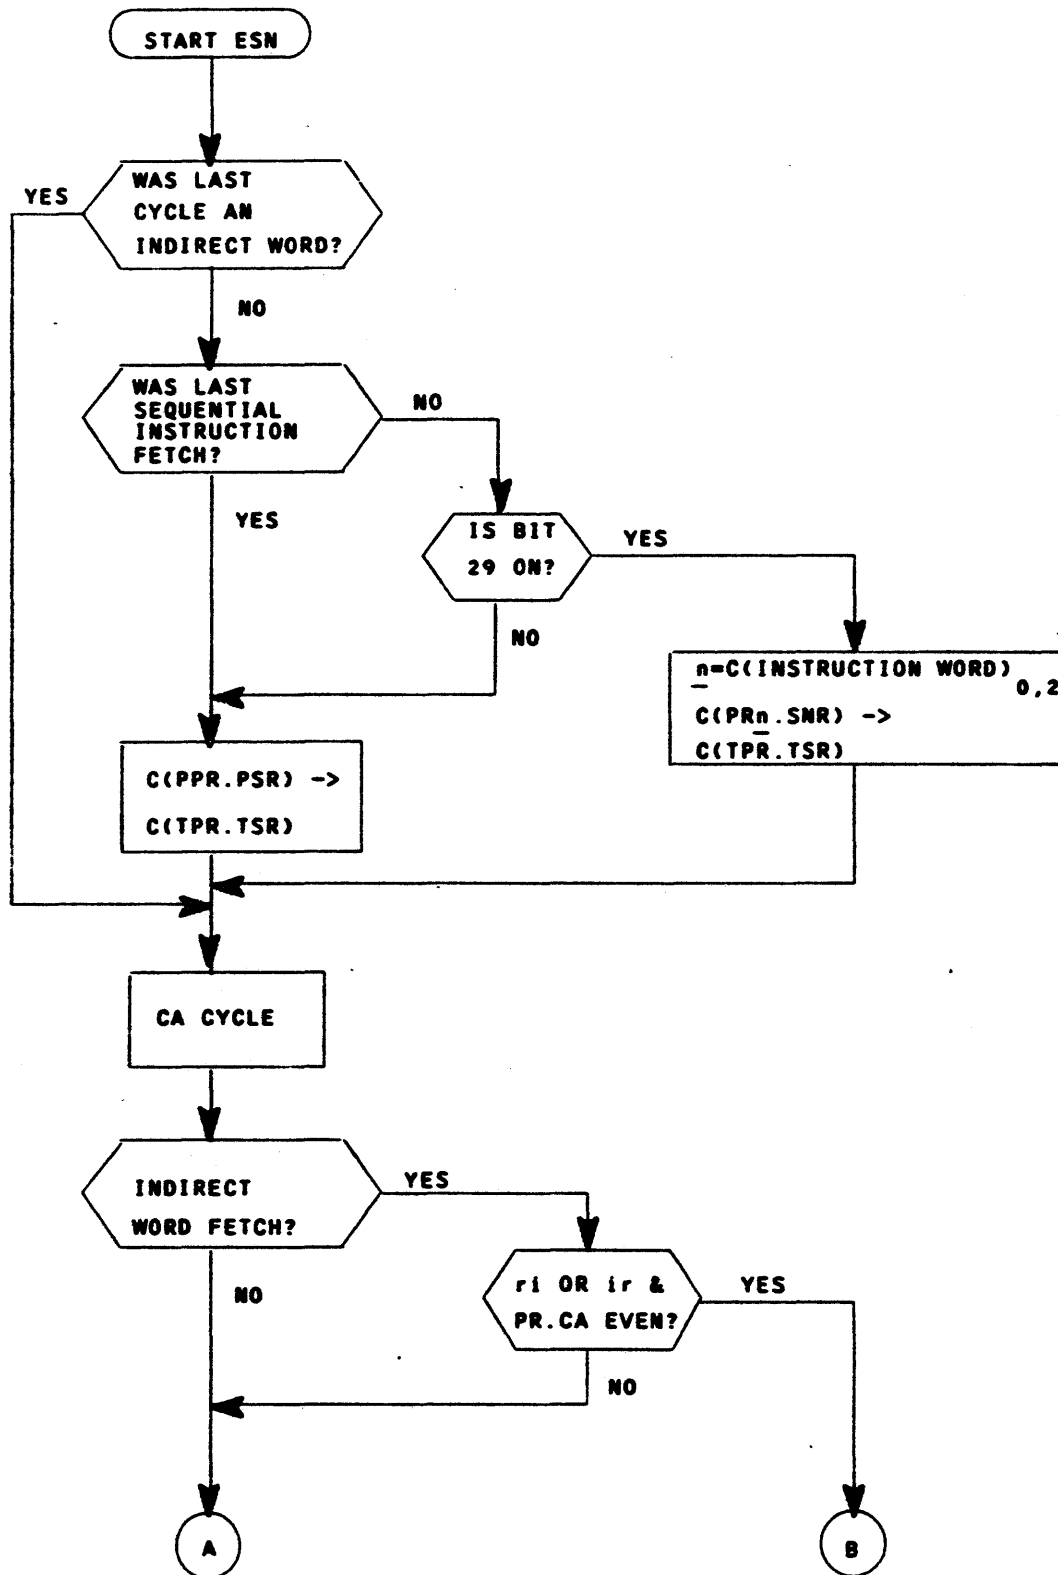 START ESN
WAS LAST
CYCLE AN
INDIRECT WORD?
YES
NO
WAS LAST
SEQUENTIAL
INSTRUCTION
FETCH?
NO
YES
IS BIT
29 ON?
YES
NO
n=C(INSTRUCTION WORD)0,2
C(PRn.SNR) ->
C(TPR.TSR)
C(PPR.PSR) ->
C(TPR.TSR)
CA CYCLE
INDIRECT
WORD FETCH?
YES
NO
ri OR ir &
PR.CA EVEN?
YES
NO
A
B